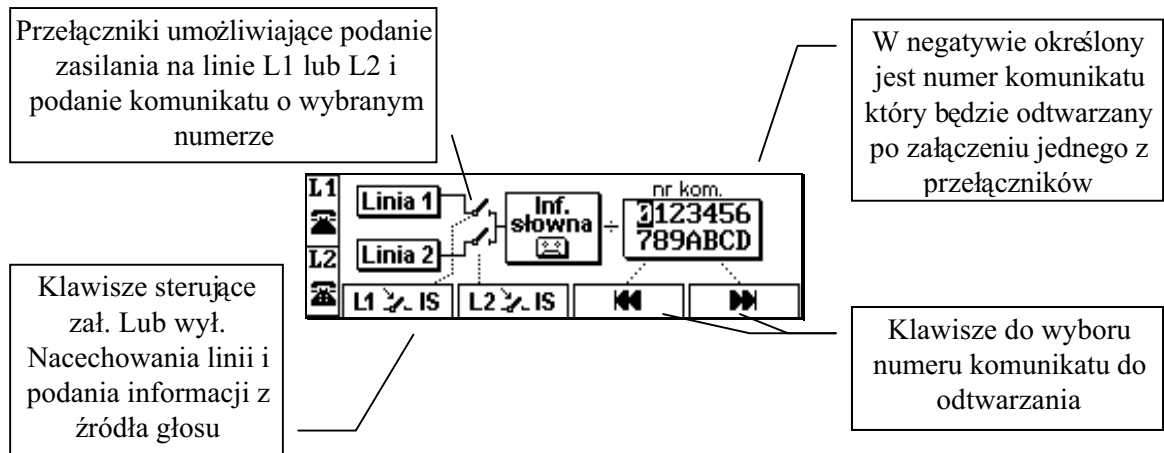 Przełączniki umożliwiające podanie
zasilania na linie L1 lub L2 i
podanie komunikatu o wybranym
numerze
W negatywie określony
jest numer komunikatu
który będzie odtwarzany
po załączeniu jednego z
przełączników
L1
Linia 1
Inf.
słowna
÷
nr kom.
0123456
789ABCD
L2
Linia 2
L1 IS
L2 IS
Klawisze sterujące
zał. Lub wył.
Nacechowania linii i
podania informacji z
źródła głosu
Klawisze do wyboru
numeru komunikatu do
odtwarzania